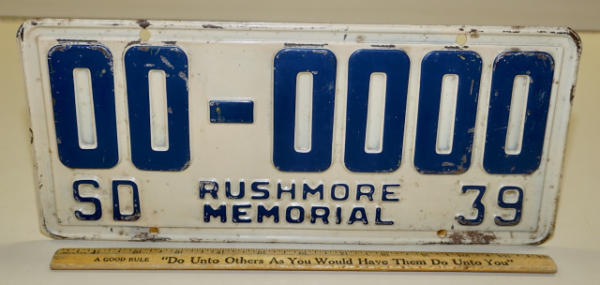 00-0000
SD RUSHMORE 39
MEMORIAL
A GOOD RULE "Do Unto Others As You Would Have Them Do Unto You"